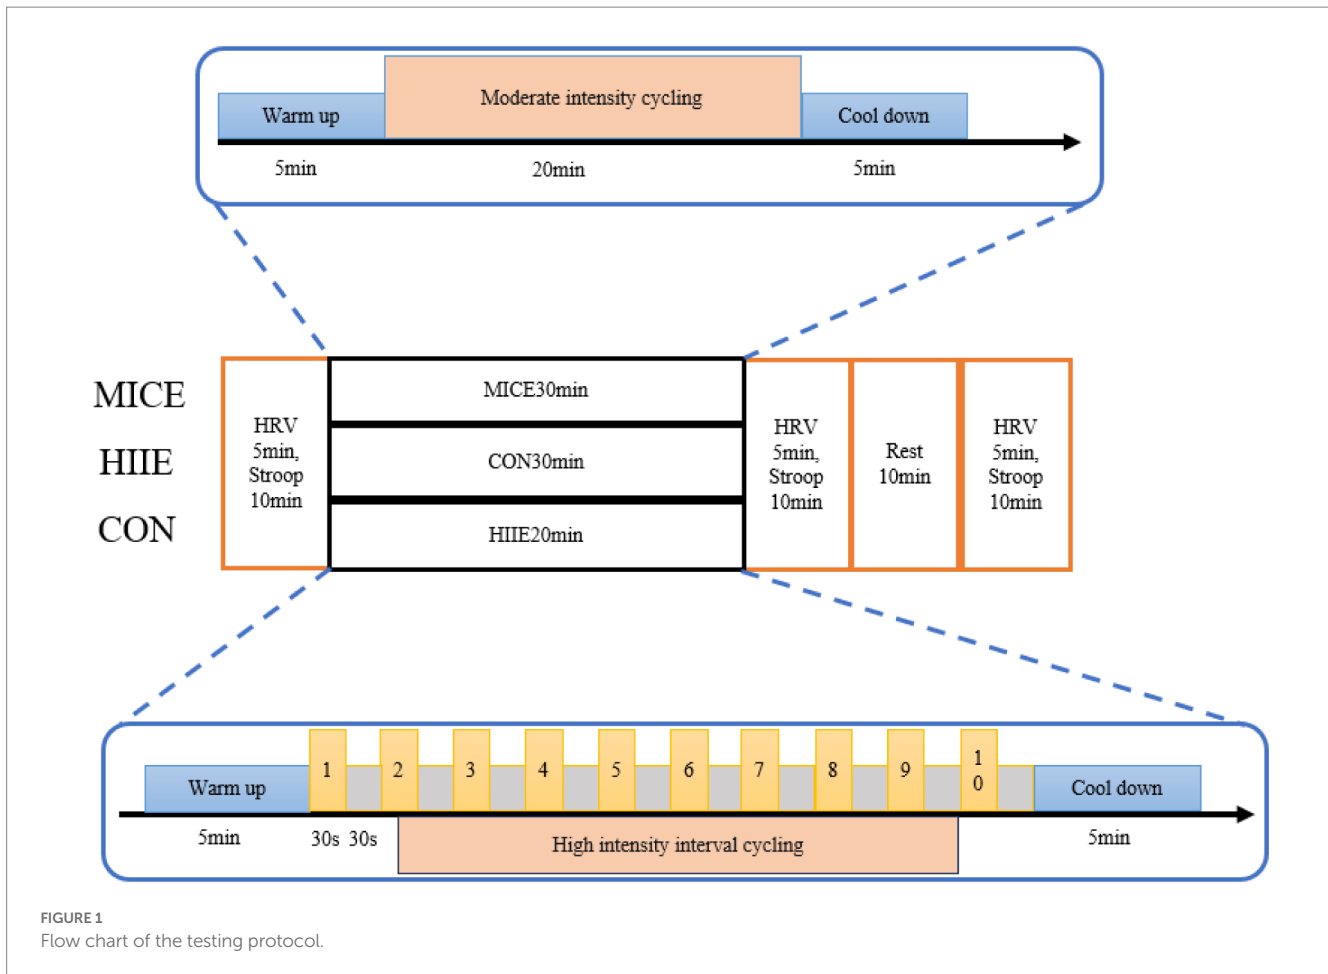 Moderate intensity cycling
Warm up
Cool down
5min
20min
5min
MICE
HIIE
CON
HRV
5min,
Stroop
10min
MICE30min
CON30min
HIIE20min
HRV
5min,
Stroop
10min
Rest
10min
HRV
5min,
Stroop
10min
Warm up
1
2
3
4
5
6
7
8
9
1
0
Cool down
5min
30s 30s
High intensity interval cycling
5min
FIGURE 1
Flow chart of the testing protocol.